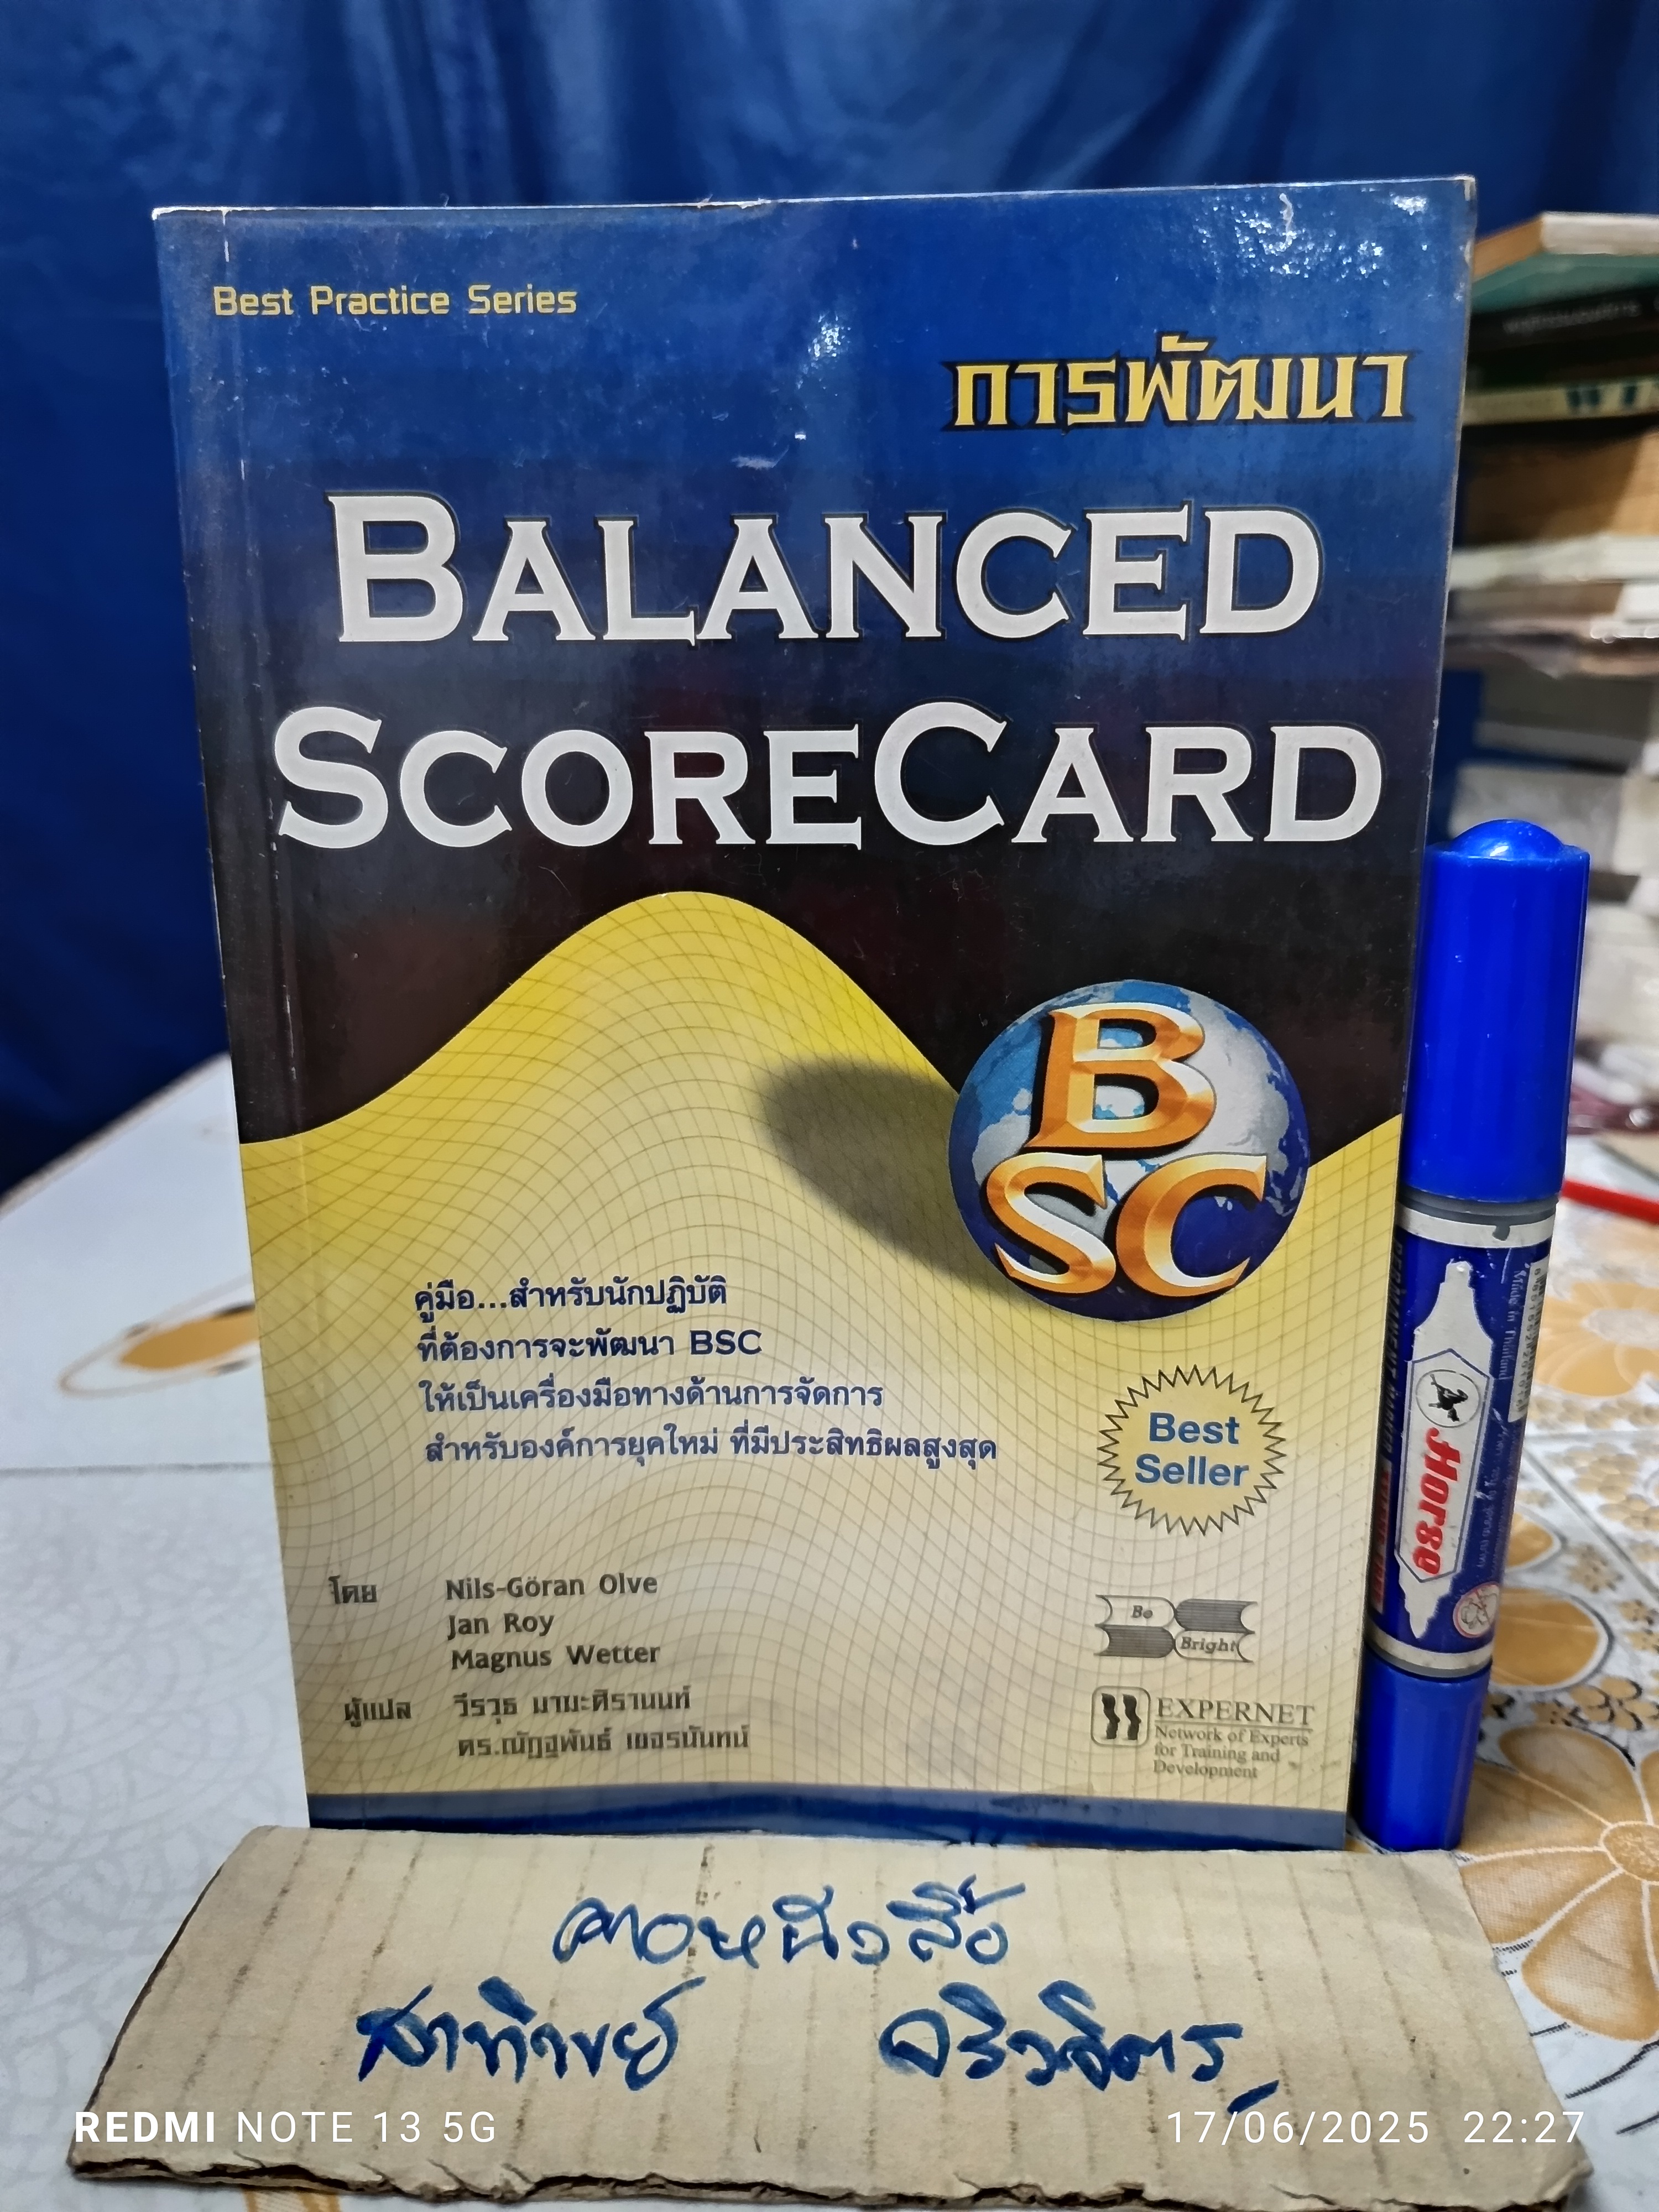 Best Practice Series
การพัฒนา
BALANCED
SCORECARD
B
SC
คู่มือ...สำหรับนักปฏิบัติ
ที่ต้องการจะพัฒนา BSC
ให้เป็นเครื่องมือทางด้านการจัดการ
สำหรับองค์การยุคใหม่ ที่มีประสิทธิผลสูงสุด
Best
Seller
โดย Nils-Göran Olve
Jan Roy
Magnus Wetter
ผู้แปล วีรวุธ มาฆะศิรานนท์
ดร.ณัฏฐพันธ์ เขจรนันทน์
Be
Bright
EXPERNET
Network of Experts
for Training and
Development
Horse
คอหนังสือ
REDMI NOTE 13 5G
17/06/2025 22:27